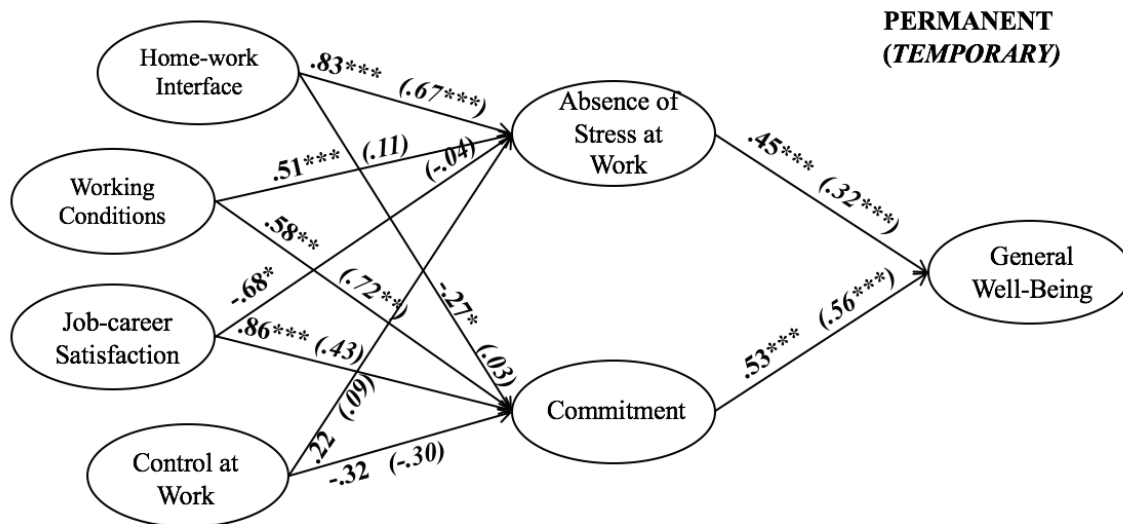 PERMANENT
(TEMPORARY)
Home-work
Interface
.83*** (.67***)
Absence of
Stress at
Work
Working
Conditions
.51*** (.11)
(-.04)
.45*** (.32***)
.58**
(.72**)
-.27*
(.03)
General
Well-Being
Job-career
Satisfaction
-.68*
.86*** (.43)
.53*** (.56***)
Commitment
Control at
Work
.22 (.09)
-.32 (-.30)